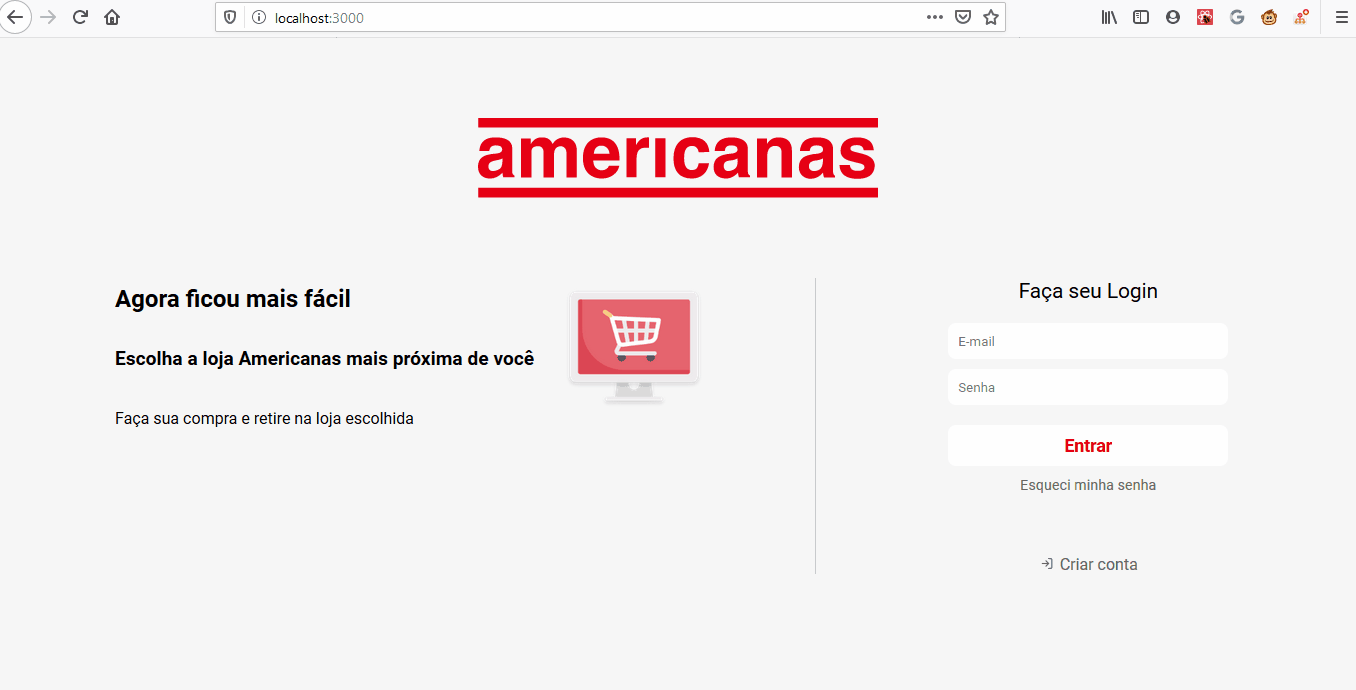 localhost:3000
americanas
Agora ficou mais fácil
Escolha a loja Americanas mais próxima de você
Faça sua compra e retire na loja escolhida
Faça seu Login
E-mail
Senha
Entrar
Esqueci minha senha
Criar conta